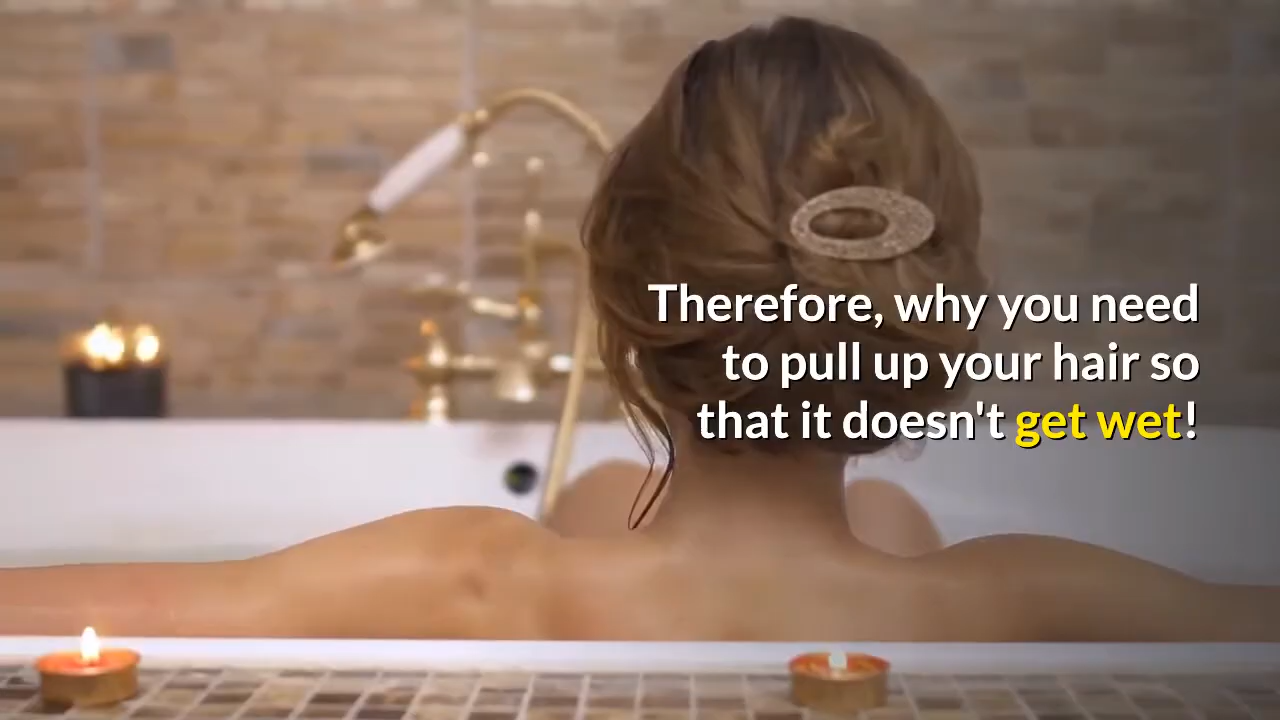 Therefore, why you need
to pull up your hair so
that it doesn't get wet!